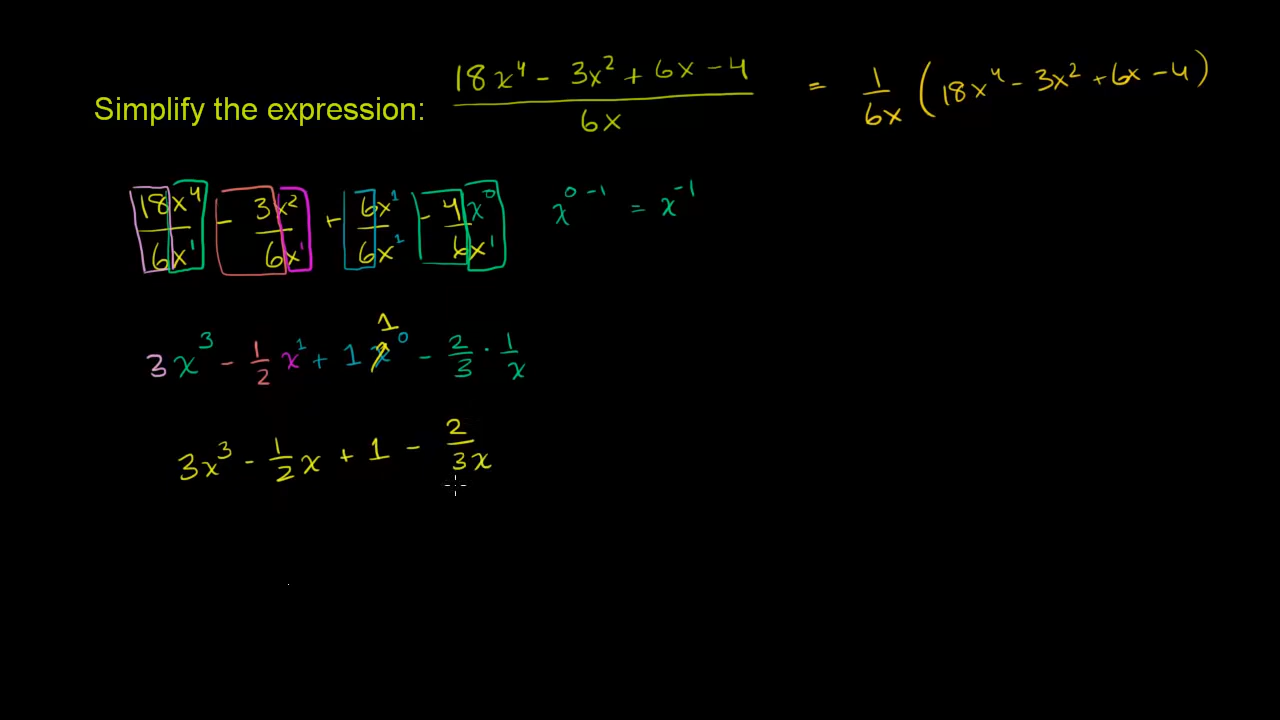 Simplify the expression: (18x⁴ − 3x² + 6x − 4)/(6x) = 1/(6x) (18x⁴ − 3x² + 6x − 4)
18x⁴/6x¹ − 3x²/6x¹ + 6x¹/6x¹ − 4x⁰/6x¹ x⁰⁻¹ = x⁻¹
3x³ − 1/2 x¹ + 1x⁰ 1 − 2/3 · 1/x
3x³ − 1/2 x + 1 − 2/3x